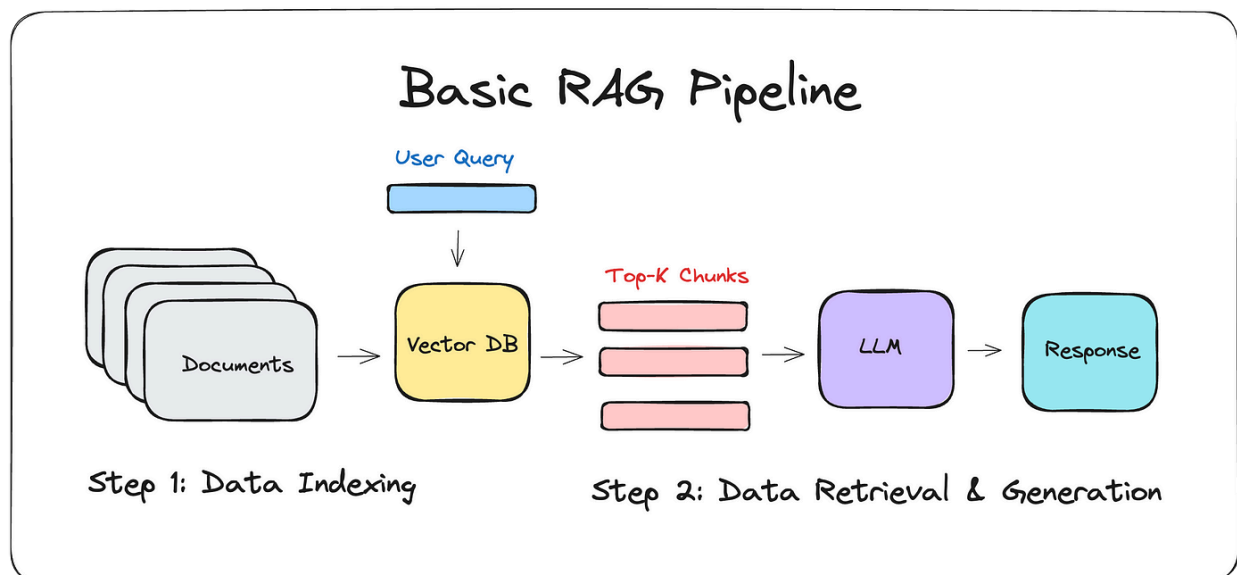 Basic RAG Pipeline
User Query
Top-K Chunks
Documents
Vector DB
LLM
Response
Step 1: Data Indexing
Step 2: Data Retrieval & Generation